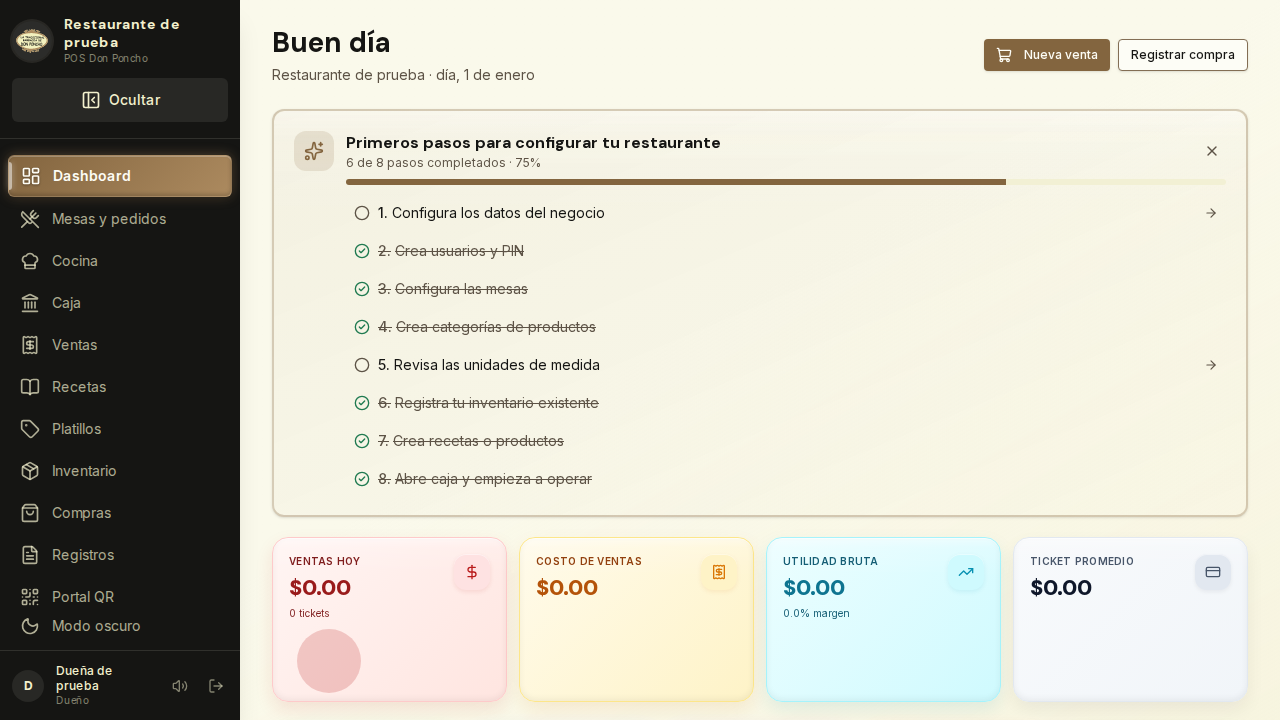 Restaurante de
prueba
POS Don Poncho
Ocultar
Dashboard
Mesas y pedidos
Cocina
Caja
Ventas
Recetas
Platillos
Inventario
Compras
Registros
Portal QR
Modo oscuro
D
Dueña de
prueba
Dueño
Buen día
Restaurante de prueba · día, 1 de enero
Nueva venta
Registrar compra
Primeros pasos para configurar tu restaurante
6 de 8 pasos completados · 75%
1. Configura los datos del negocio
2. Crea usuarios y PIN
3. Configura las mesas
4. Crea categorías de productos
5. Revisa las unidades de medida
6. Registra tu inventario existente
7. Crea recetas o productos
8. Abre caja y empieza a operar
VENTAS HOY
$0.00
0 tickets
COSTO DE VENTAS
$0.00
UTILIDAD BRUTA
$0.00
0.0% margen
TICKET PROMEDIO
$0.00